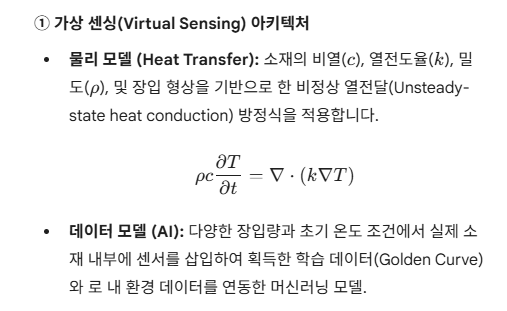 ① 가상 센싱(Virtual Sensing) 아키텍처
• 물리 모델 (Heat Transfer): 소재의 비열(c), 열전도율(k), 밀
도(ρ), 및 장입 형상을 기반으로 한 비정상 열전달(Unsteady-
state heat conduction) 방정식을 적용합니다.
ρc ∂T/∂t = ∇ · (k∇T)
• 데이터 모델 (AI): 다양한 장입량과 초기 온도 조건에서 실제 소
재 내부에 센서를 삽입하여 획득한 학습 데이터(Golden Curve)
와 로 내 환경 데이터를 연동한 머신러닝 모델.